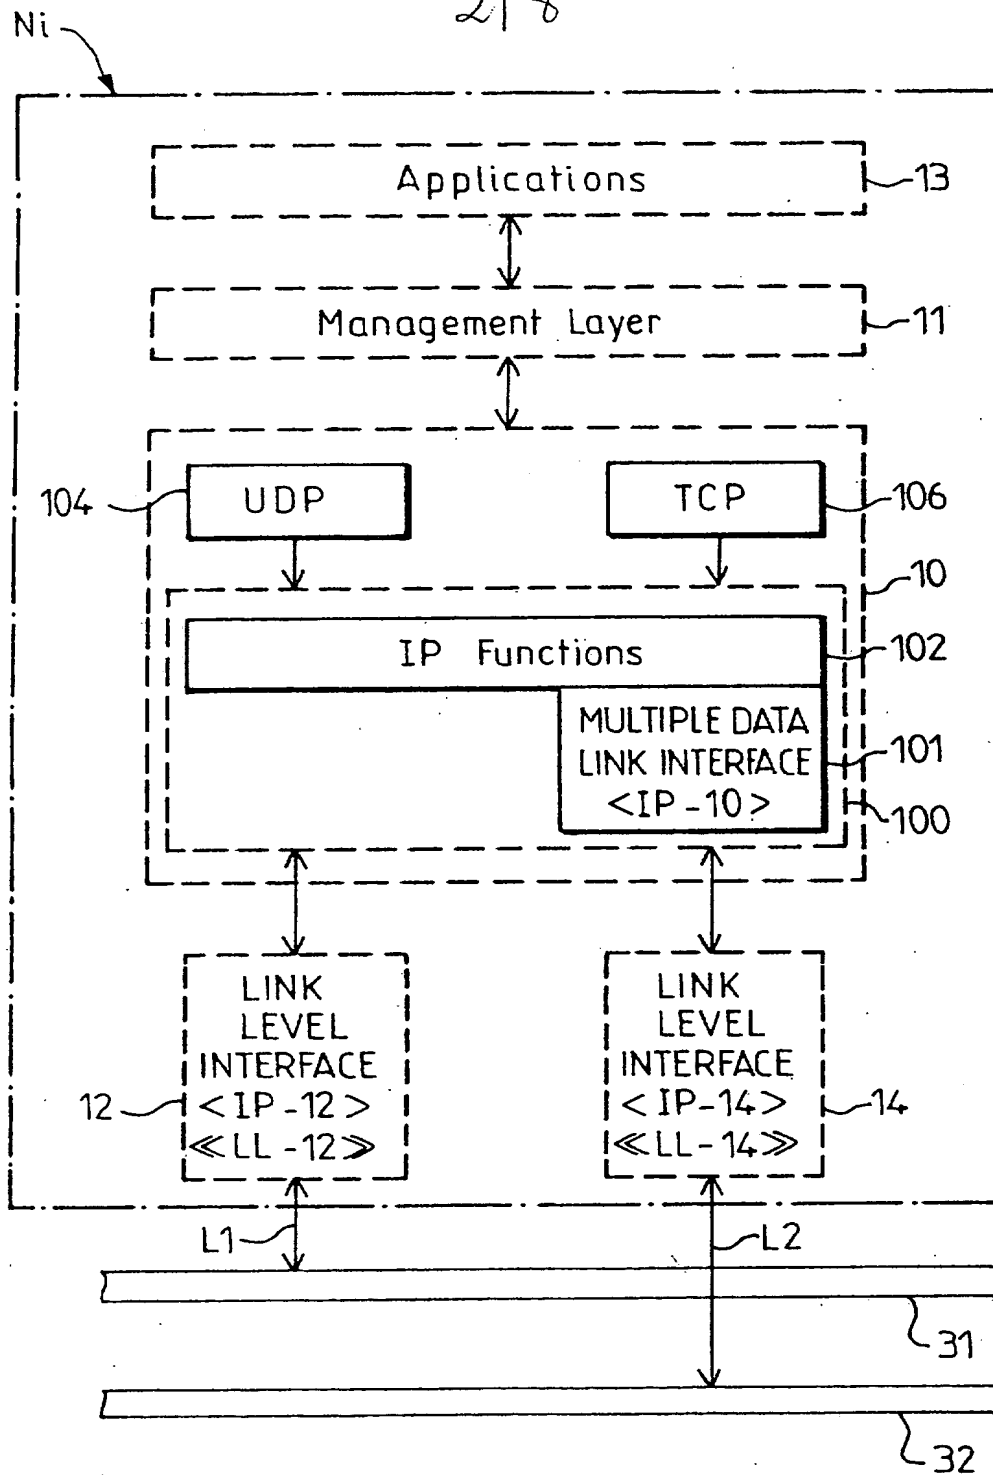 2/8
Ni
Applications
13
Management Layer
11
104
UDP
TCP
106
10
IP Functions
102
MULTIPLE DATA
LINK INTERFACE
<IP-10>
101
100
LINK
LEVEL
INTERFACE
<IP-12>
≪LL-12≫
12
LINK
LEVEL
INTERFACE
<IP-14>
≪LL-14≫
14
L1
L2
31
32